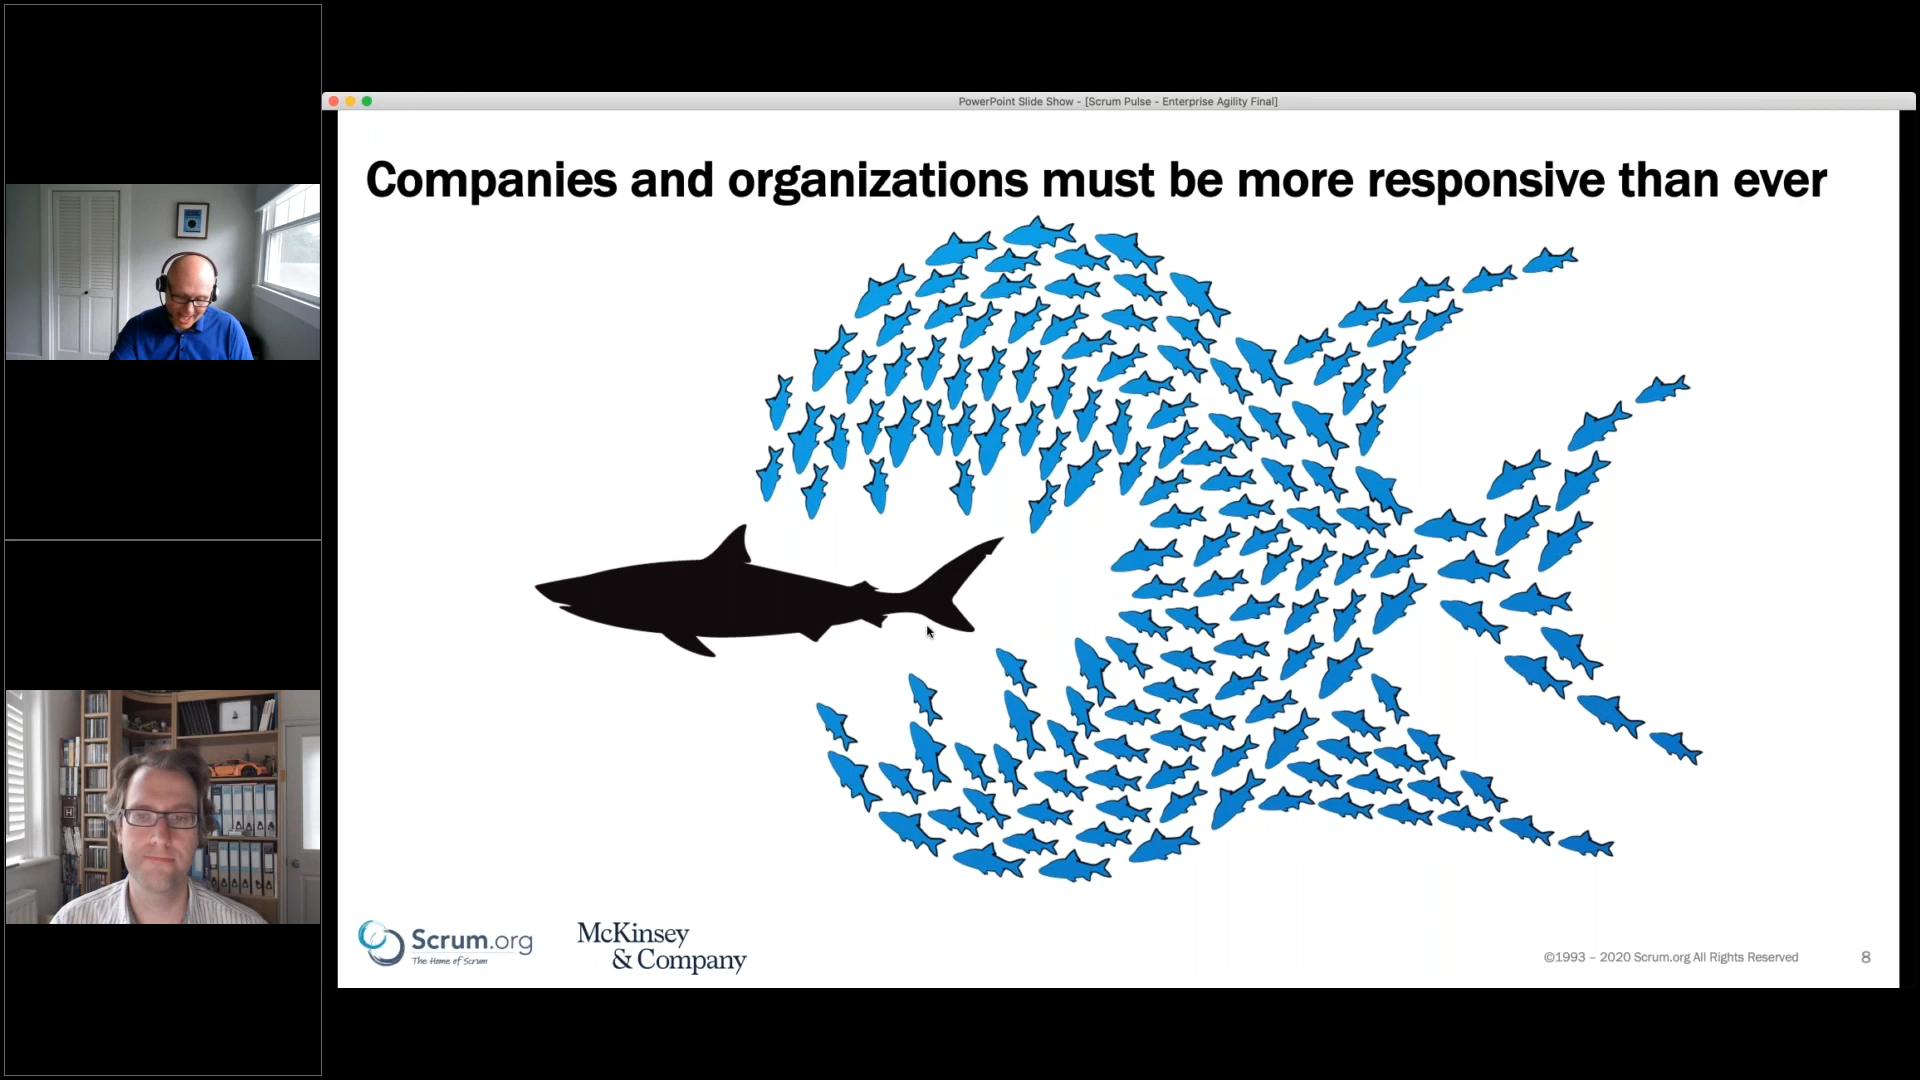 PowerPoint Slide Show - [Scrum Pulse - Enterprise Agility Final]
Companies and organizations must be more responsive than ever
Scrum.org
The Home of Scrum
McKinsey
& Company
©1993 – 2020 Scrum.org All Rights Reserved
8